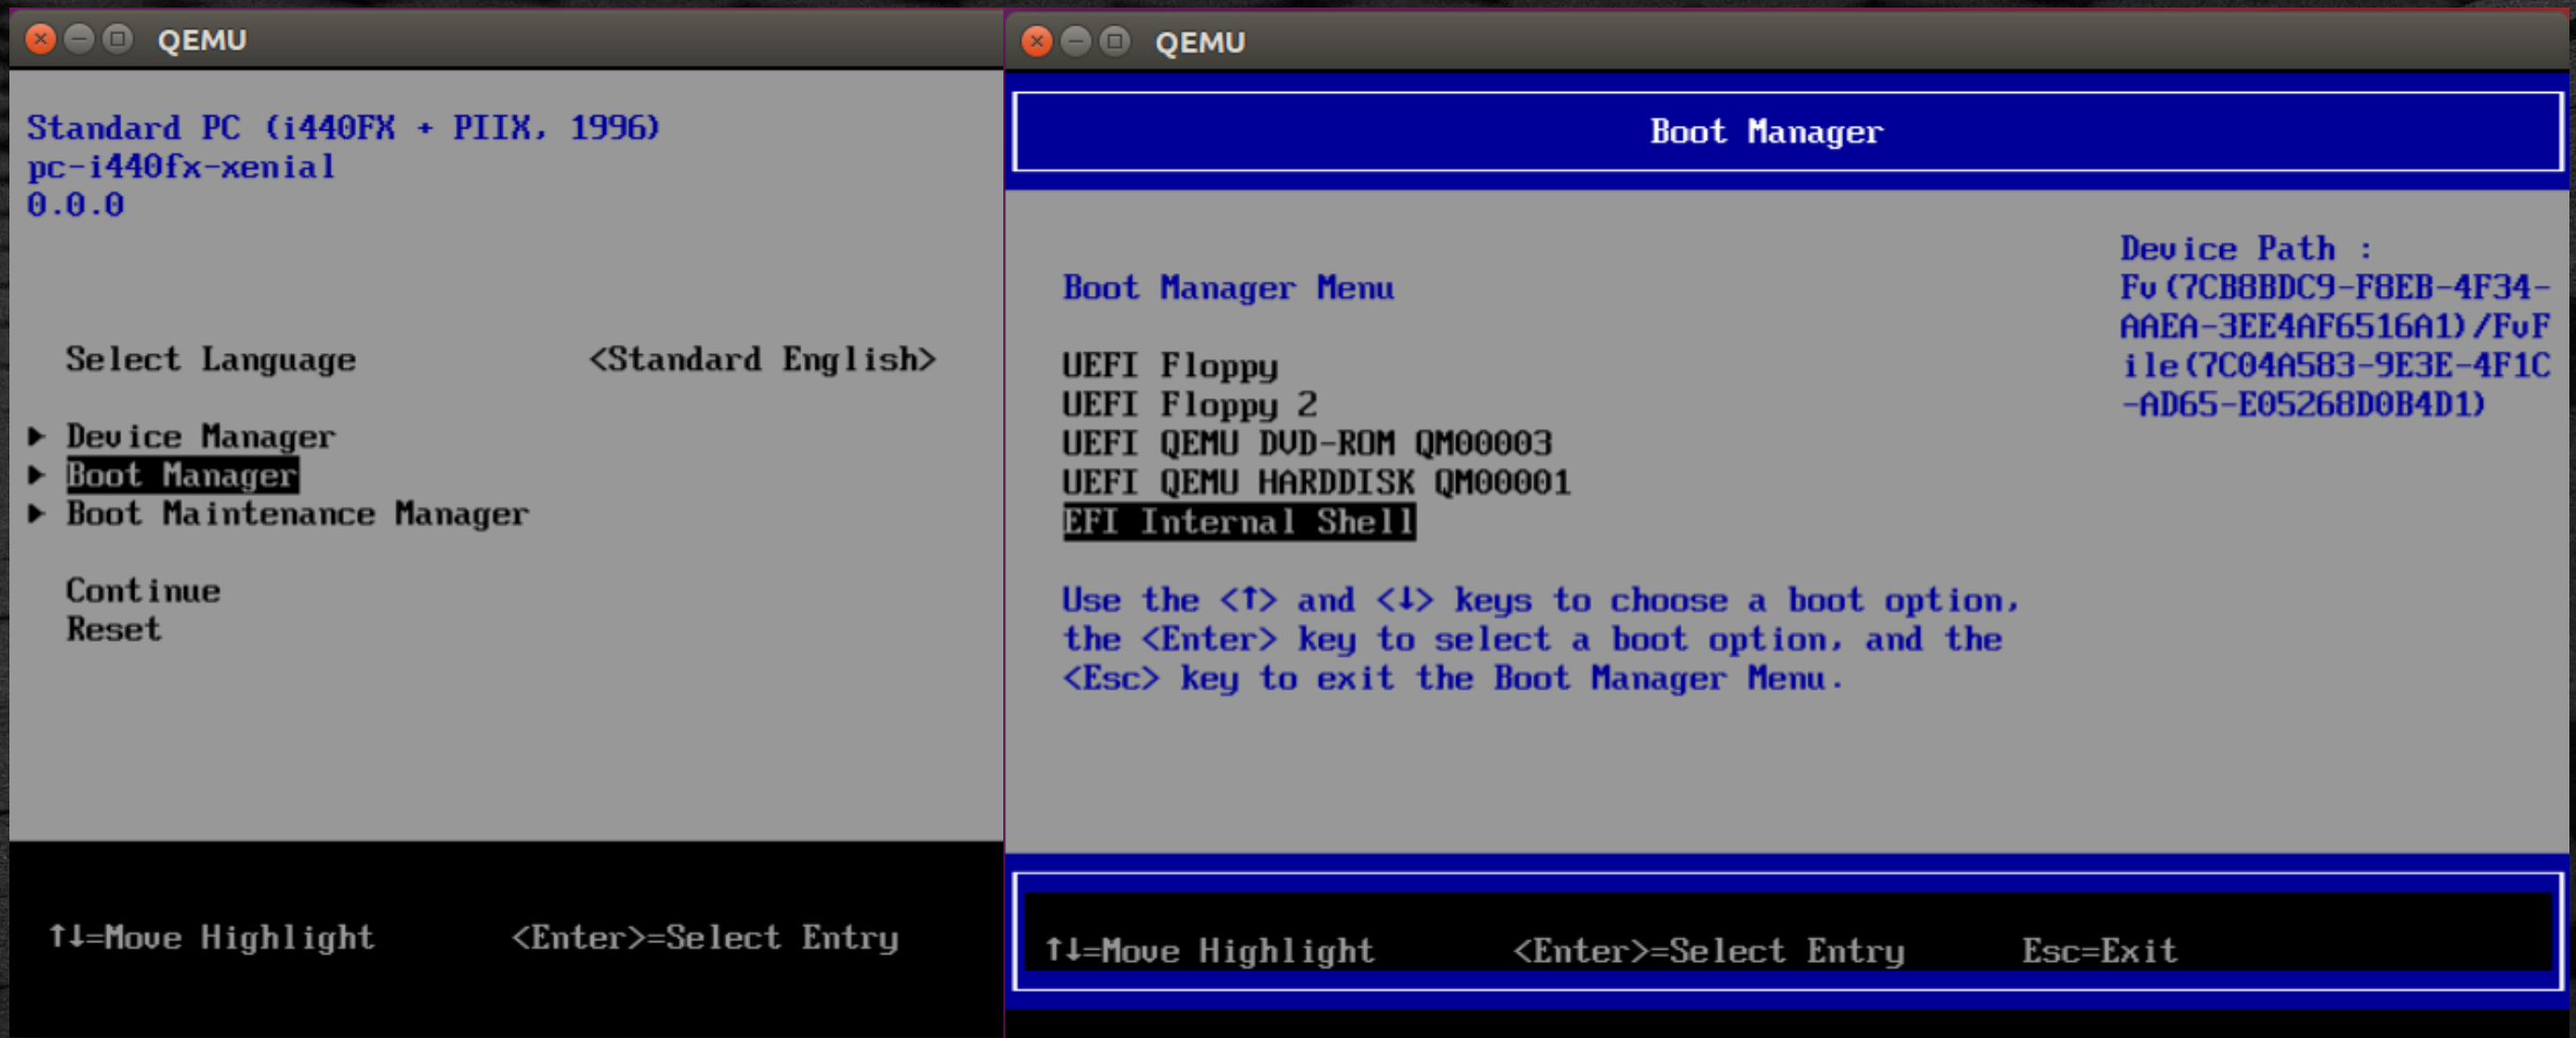 QEMU
Standard PC (i440FX + PIIX, 1996)
pc-i440fx-xenial
0.0.0
Select Language <Standard English>
▶ Device Manager
▶ Boot Manager
▶ Boot Maintenance Manager
Continue
Reset
↑↓=Move Highlight <Enter>=Select Entry
QEMU
Boot Manager
Boot Manager Menu
UEFI Floppy
UEFI Floppy 2
UEFI QEMU DVD-ROM QM00003
UEFI QEMU HARDDISK QM00001
EFI Internal Shell
Use the <↑> and <↓> keys to choose a boot option,
the <Enter> key to select a boot option, and the
<Esc> key to exit the Boot Manager Menu.
Device Path :
Fv(7CB8BDC9-F8EB-4F34-
AAEA-3EE4AF6516A1)/FvF
ile(7C04A583-9E3E-4F1C
-AD65-E05268D0B4D1)
↑↓=Move Highlight <Enter>=Select Entry Esc=Exit